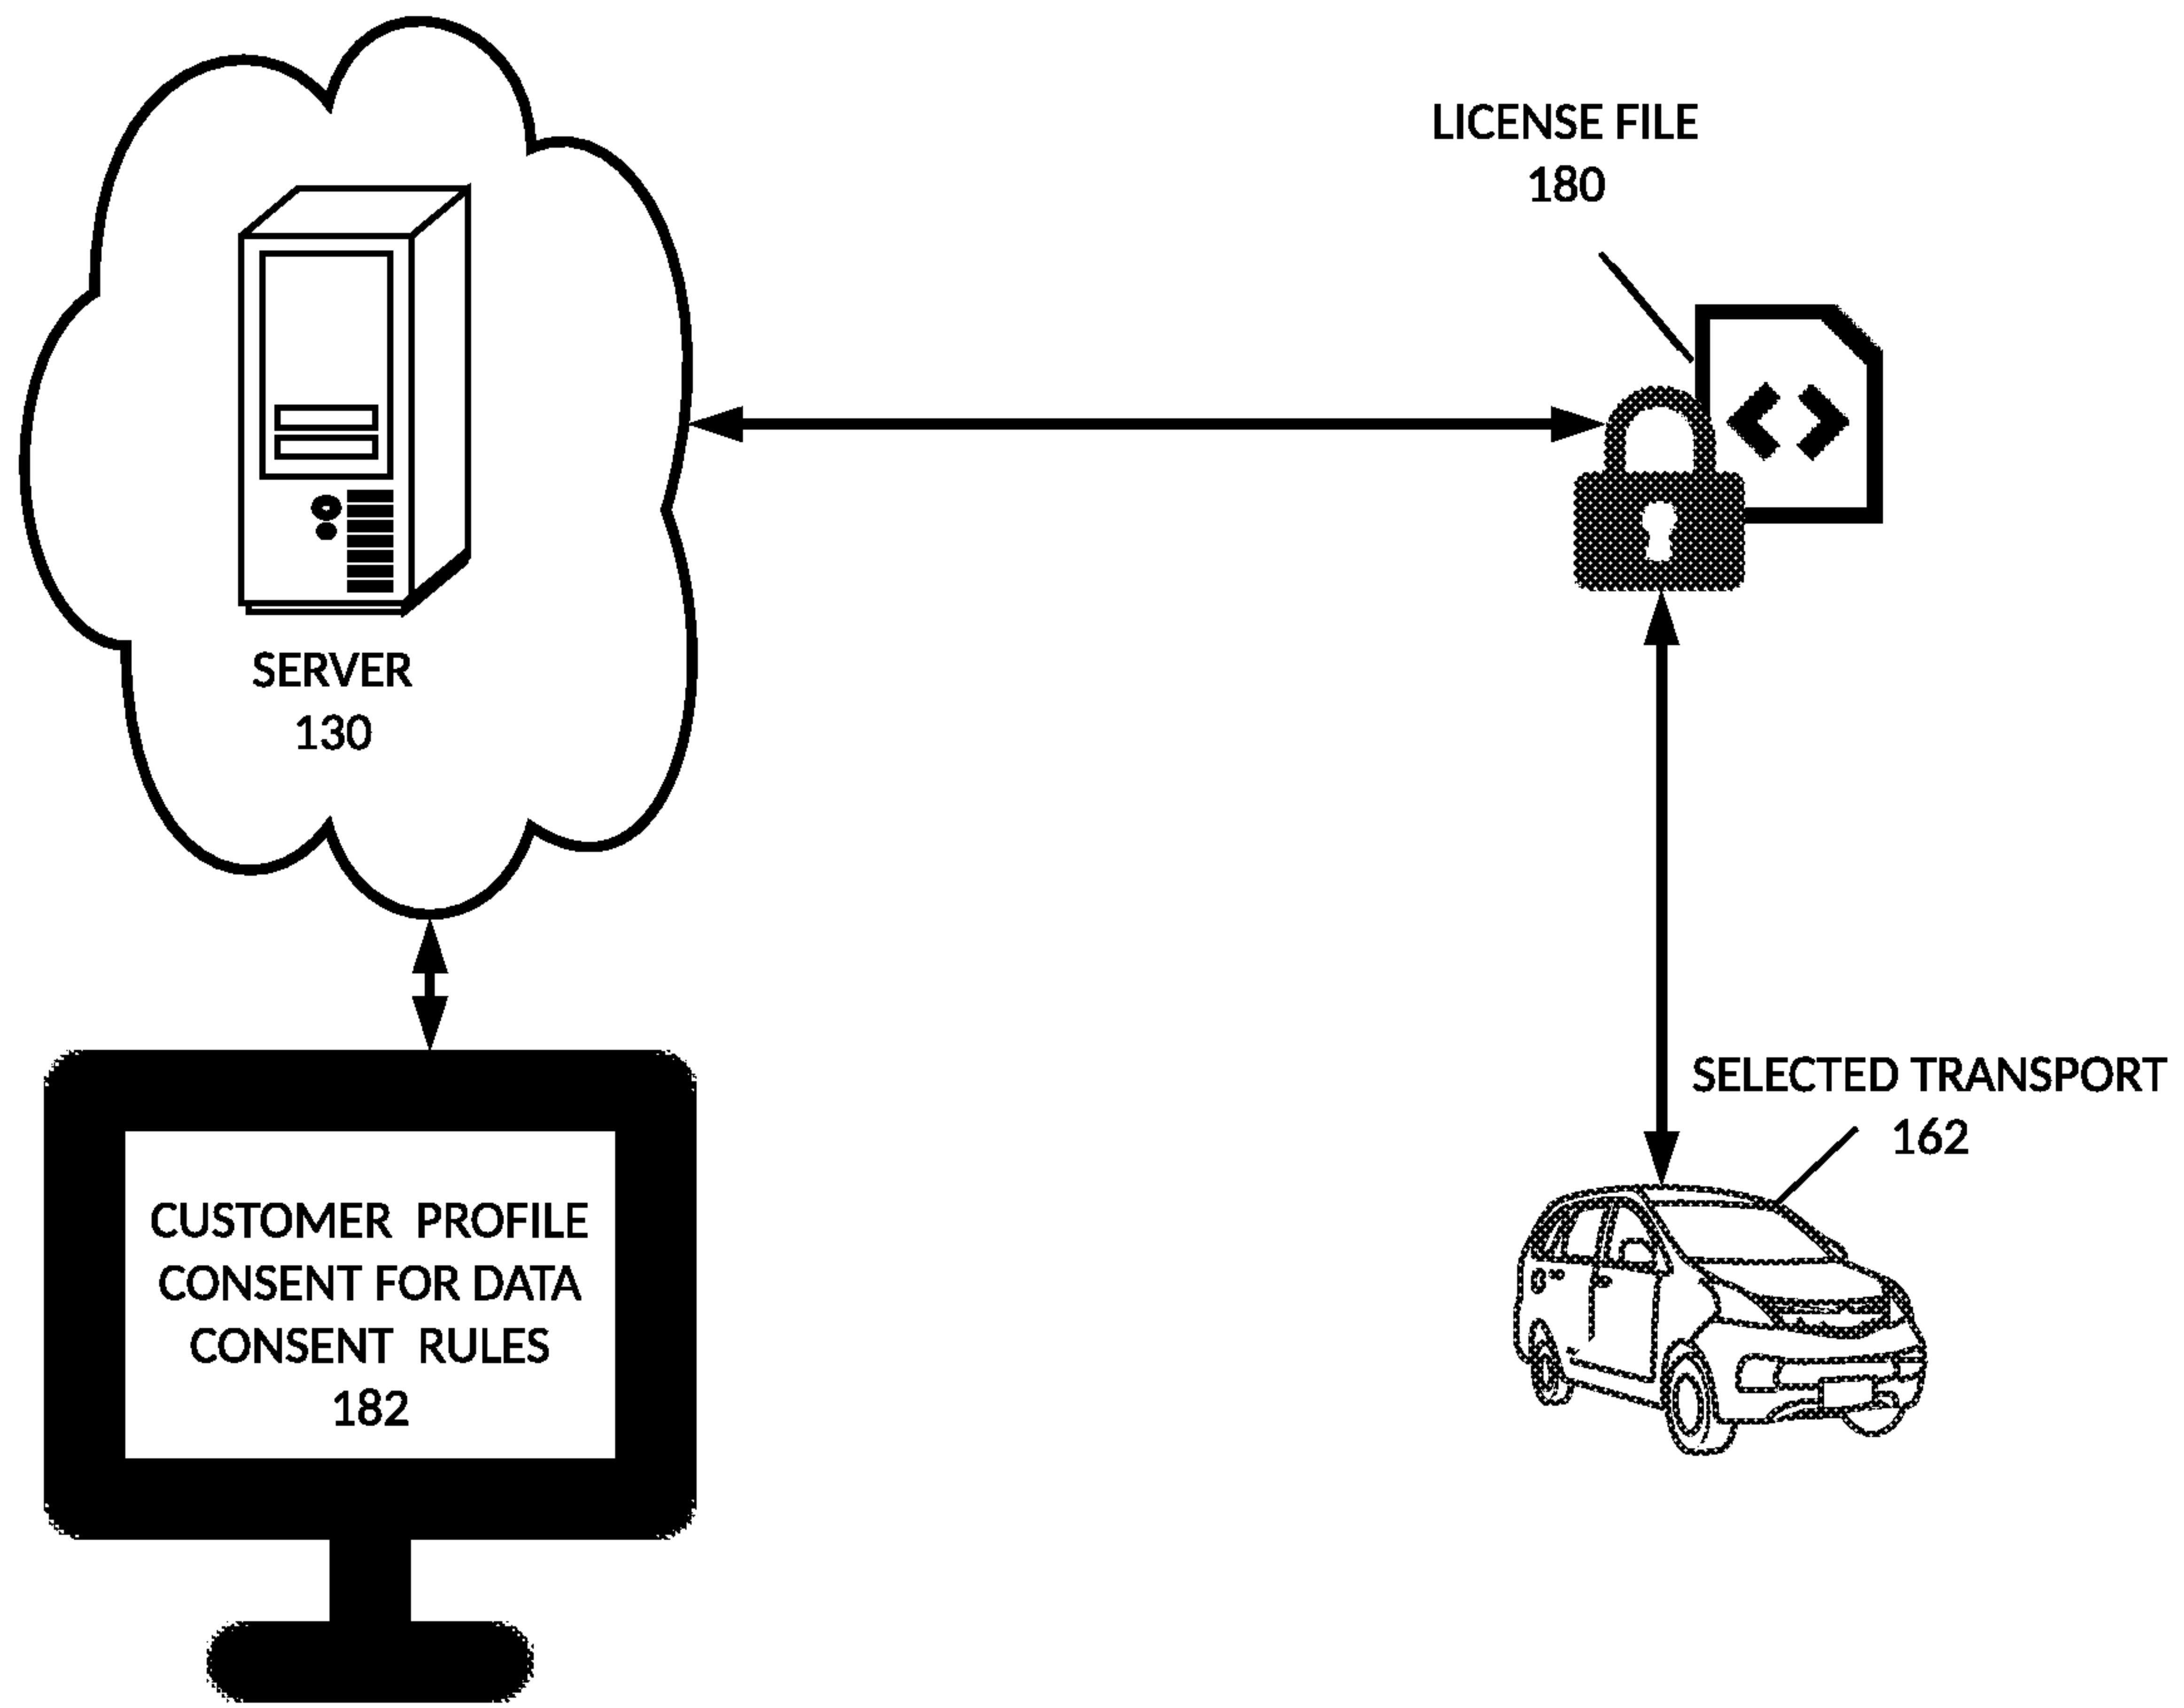 LICENSE FILE
180
SERVER
130
SELECTED TRANSPORT
162
CUSTOMER PROFILE
CONSENT FOR DATA
CONSENT RULES
182